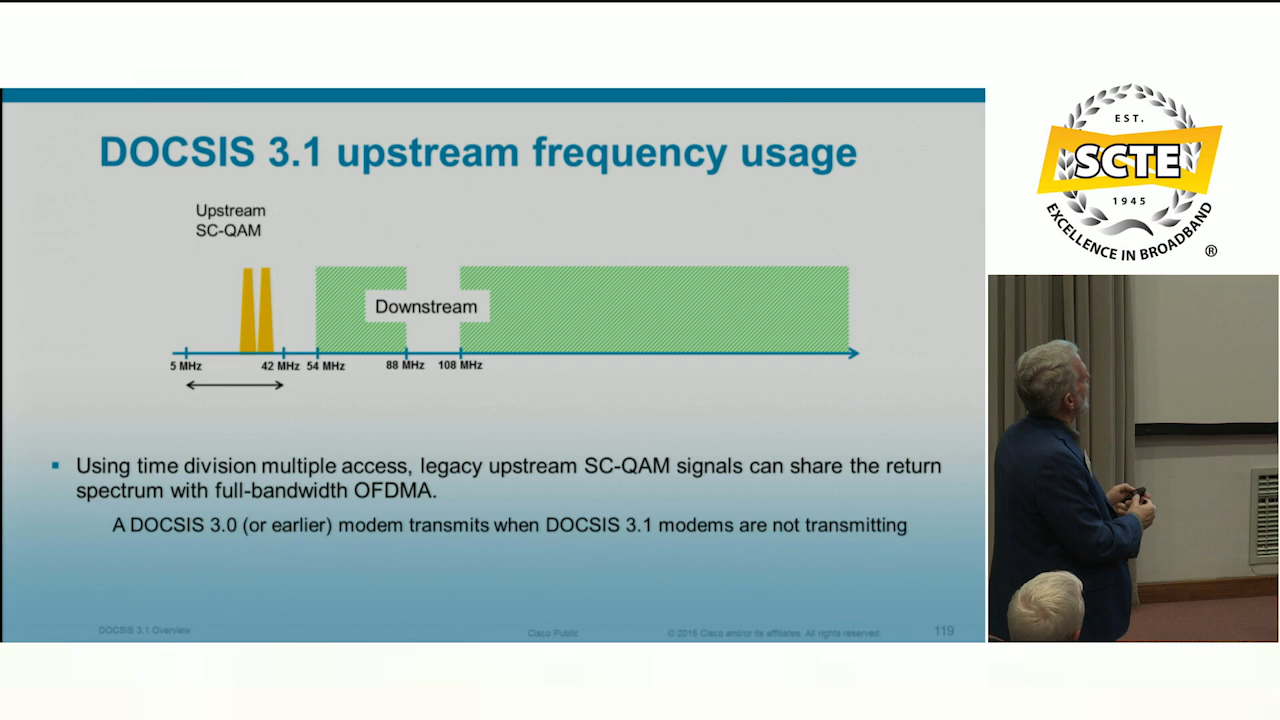 DOCSIS 3.1 upstream frequency usage
Upstream
SC-QAM
Downstream
5 MHz
42 MHz
54 MHz
88 MHz
108 MHz
Using time division multiple access, legacy upstream SC-QAM signals can share the return
spectrum with full-bandwidth OFDMA.
A DOCSIS 3.0 (or earlier) modem transmits when DOCSIS 3.1 modems are not transmitting
DOCSIS 3.1 Overview
Cisco Public
© 2016 Cisco and/or its affiliates. All rights reserved.
119
EST.
SCTE
1945
EXCELLENCE IN BROADBAND
®